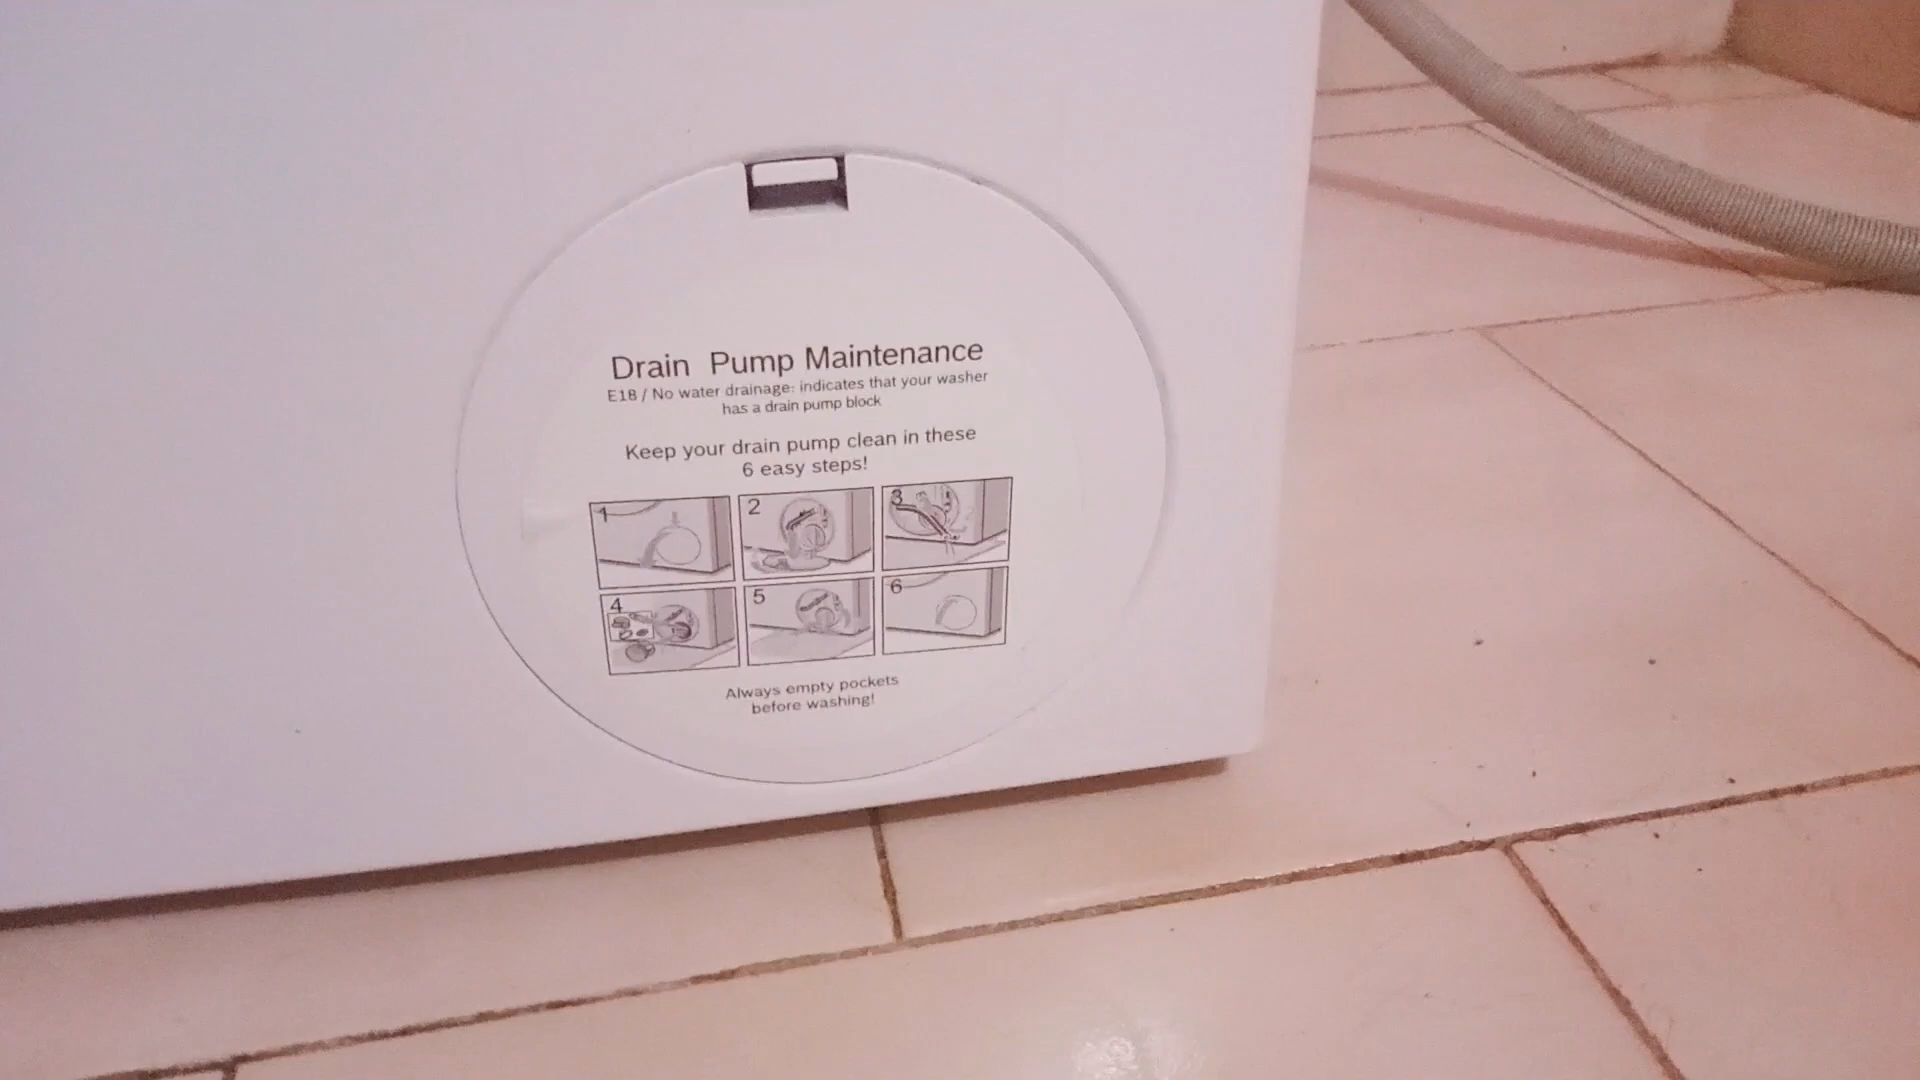 Drain Pump Maintenance
E18 / No water drainage: indicates that your washer
has a drain pump block
Keep your drain pump clean in these
6 easy steps!
1
2
3
4
5
6
Always empty pockets
before washing!